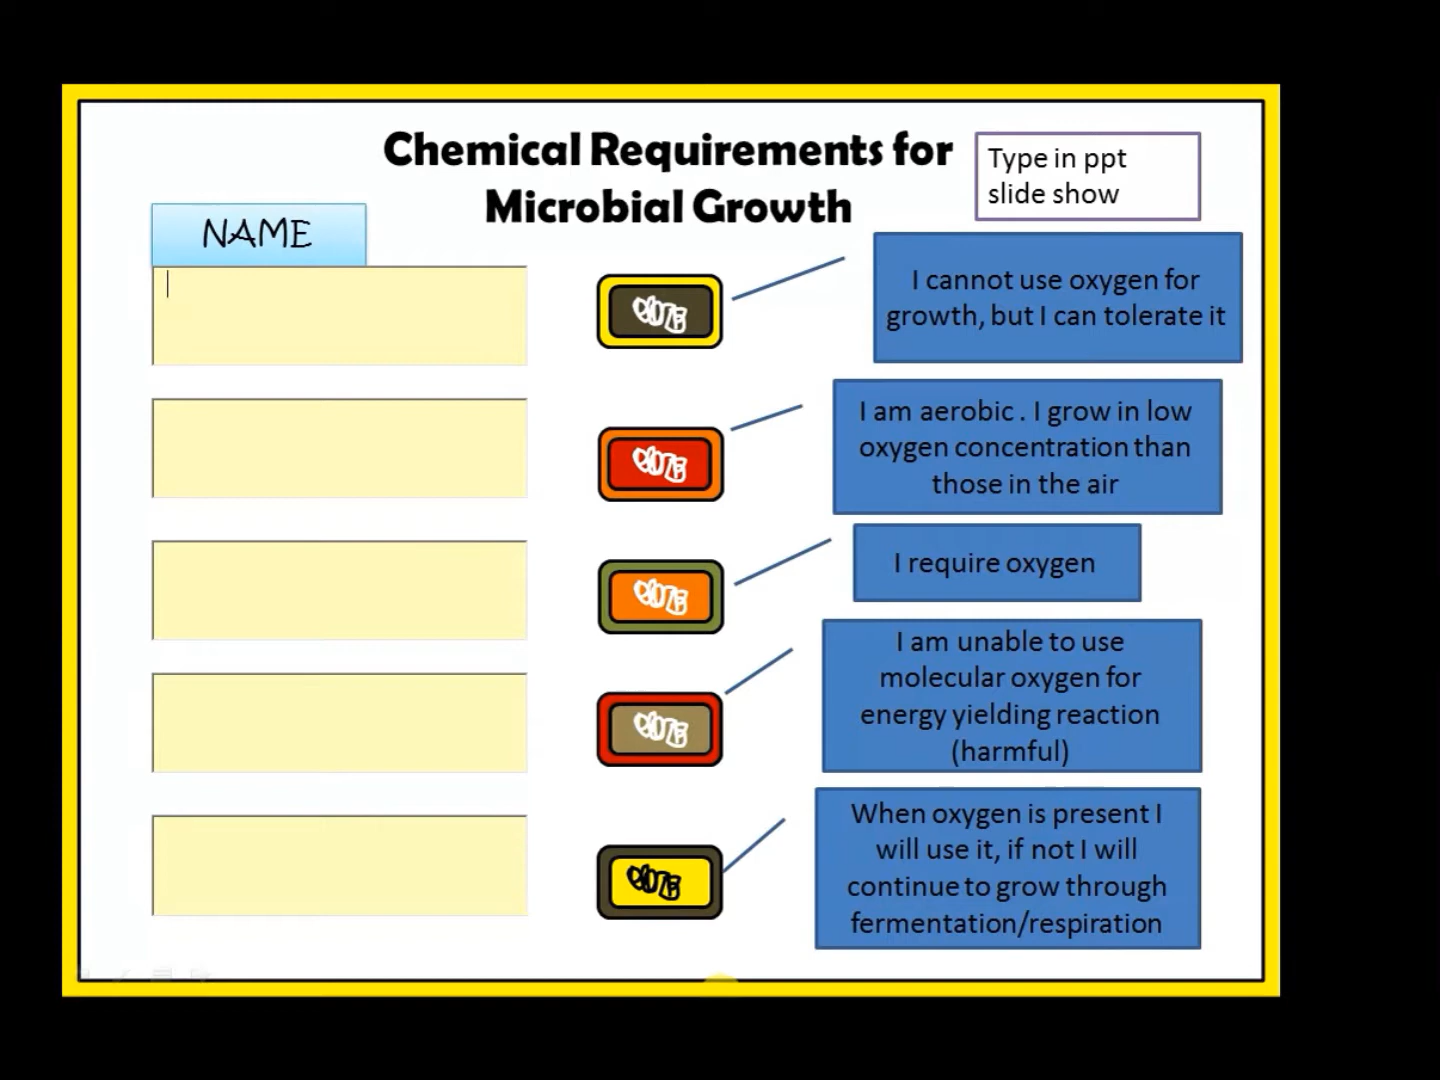 Chemical Requirements for
Microbial Growth
Type in ppt
slide show
NAME
I cannot use oxygen for
growth, but I can tolerate it
I am aerobic . I grow in low
oxygen concentration than
those in the air
I require oxygen
I am unable to use
molecular oxygen for
energy yielding reaction
(harmful)
When oxygen is present I
will use it, if not I will
continue to grow through
fermentation/respiration